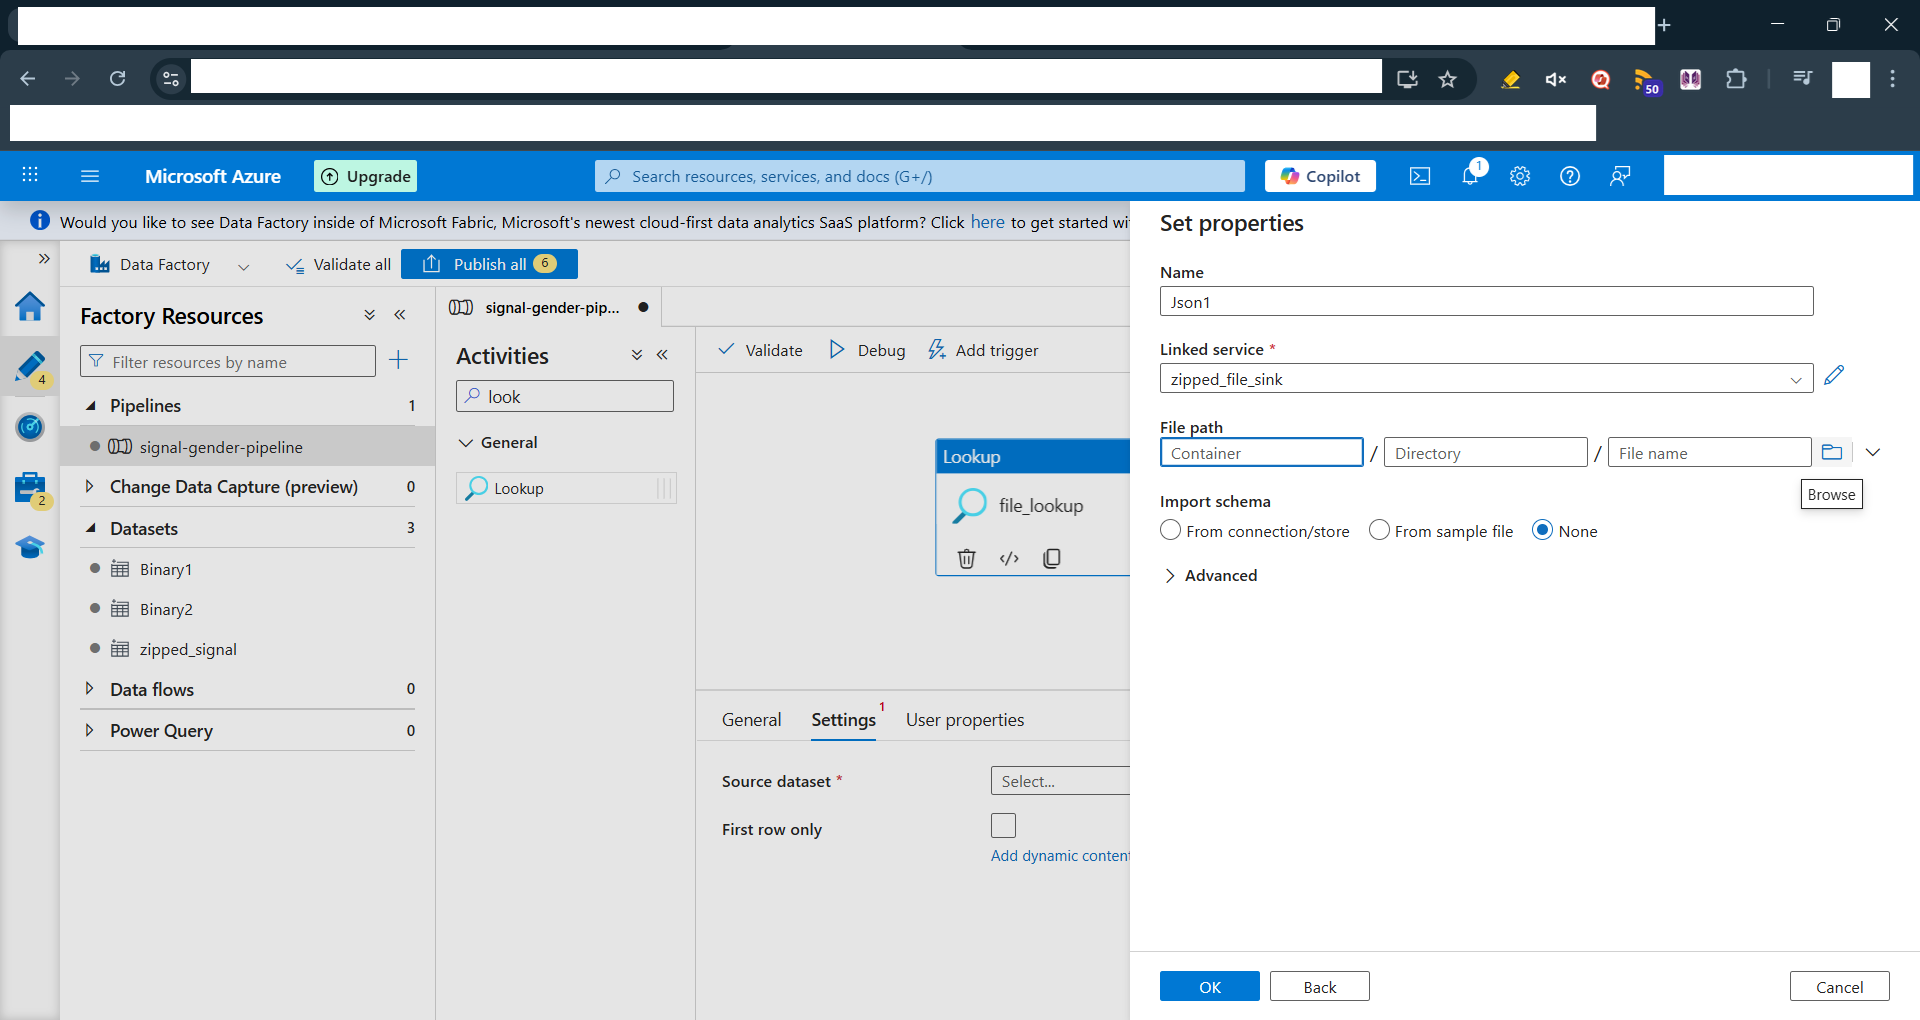 50
Microsoft Azure
Upgrade
Search resources, services, and docs (G+/)
Copilot
1
Would you like to see Data Factory inside of Microsoft Fabric, Microsoft's newest cloud-first data analytics SaaS platform? Click here to get started wi
Data Factory
Validate all
Publish all 6
4
2
Factory Resources
Filter resources by name
Pipelines 1
signal-gender-pipeline
Change Data Capture (preview) 0
Datasets 3
Binary1
Binary2
zipped_signal
Data flows 0
Power Query 0
signal-gender-pip...
Activities
look
General
Lookup
Validate
Debug
Add trigger
Lookup
file_lookup
General
Settings 1
User properties
Source dataset *
Select...
First row only
Add dynamic content
Set properties
Name
Json1
Linked service *
zipped_file_sink
File path
Container / Directory / File name
Browse
Import schema
From connection/store
From sample file
None
Advanced
OK
Back
Cancel